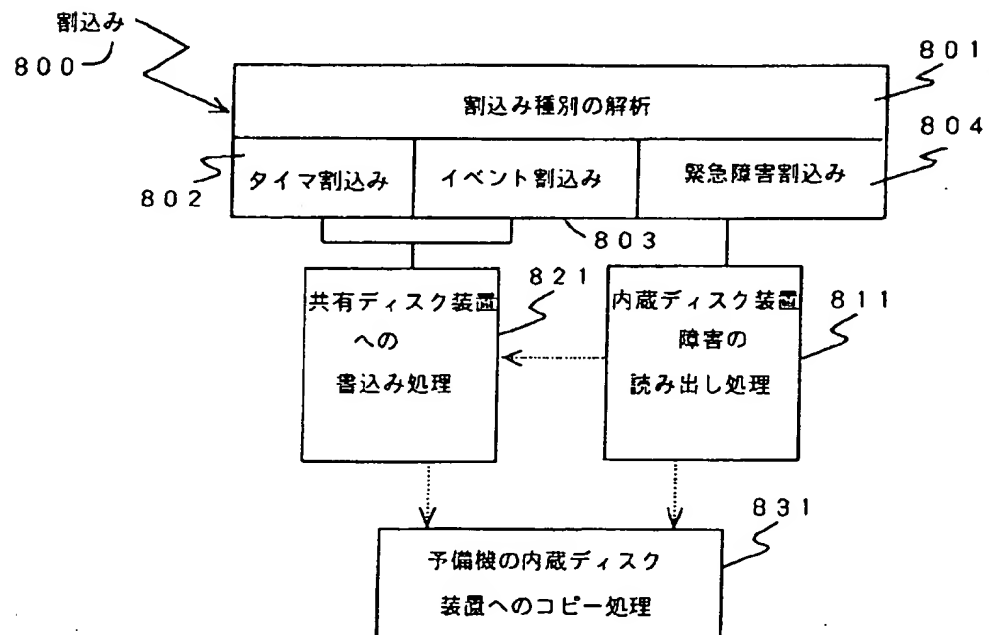 割込み
800
801
割込み種別の解析
804
802
タイマ割込み
イベント割込み
緊急障害割込み
803
821
共有ディスク装置
への
書込み処理
内蔵ディスク装置
障害の
読み出し処理
811
831
予備機の内蔵ディスク
装置へのコピー処理